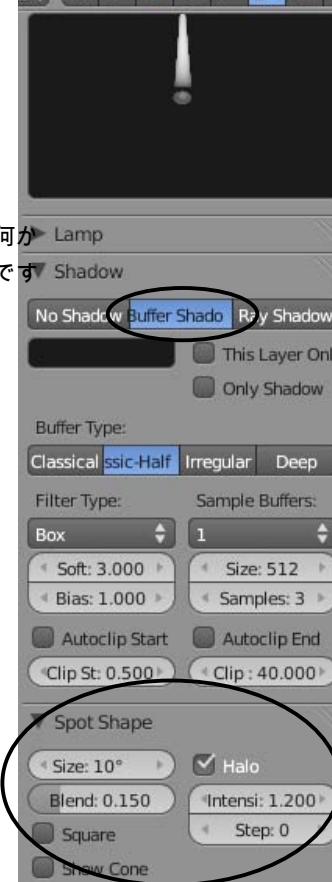 何か
Lamp
です
Shadow
No Shadow Buffer Shado Ray Shadow
This Layer Onl
Only Shadow
Buffer Type:
Classical ssic-Half Irregular Deep
Filter Type: Sample Buffers:
Box 1
Soft: 3.000 Size: 512
Bias: 1.000 Samples: 3
Autoclip Start Autoclip End
Clip St: 0.500 Clip : 40.000
Spot Shape
Size: 10° Halo
Blend: 0.150 Intensi: 1.200
Square Step: 0
Show Cone